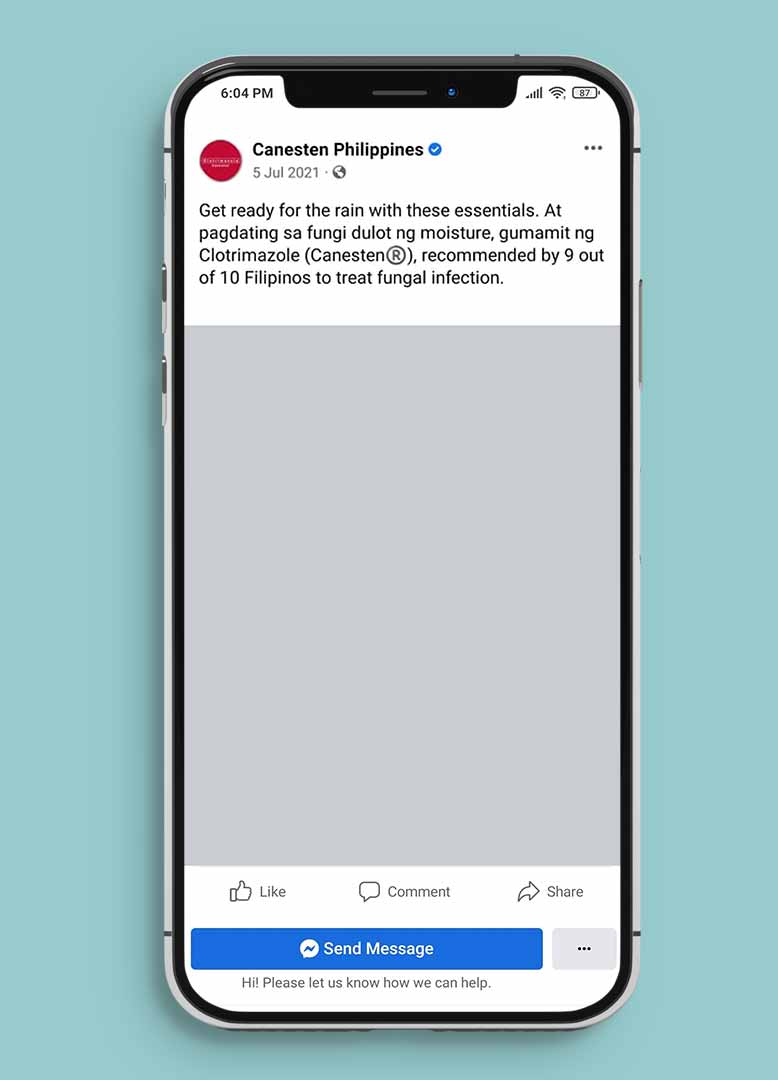 6:04 PM
87
Clotrimazole
Canesten Philippines
5 Jul 2021 ·
Get ready for the rain with these essentials. At
pagdating sa fungi dulot ng moisture, gumamit ng
Clotrimazole (Canesten®), recommended by 9 out
of 10 Filipinos to treat fungal infection.
Like
Comment
Share
Send Message
Hi! Please let us know how we can help.